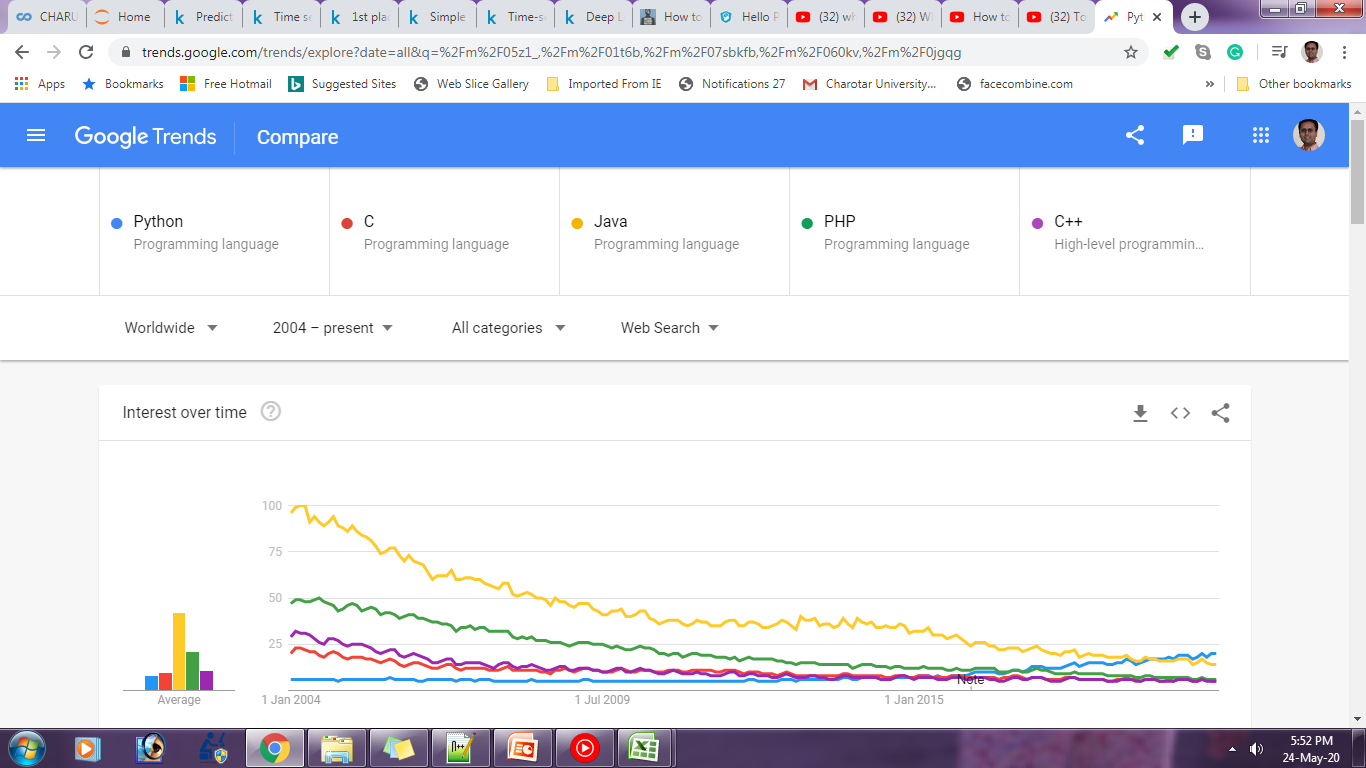 CHARU
Home
Predict
Time se
1st pla
Simple
Time-s
Deep L
How to
Hello P
(32) wh
(32) Wi
How to
(32) To
Pyt
trends.google.com/trends/explore?date=all&q=%2Fm%2F05z1_,%2Fm%2F01t6b,%2Fm%2F07sbkfb,%2Fm%2F060kv,%2Fm%2F0jgqg
Apps
Bookmarks
Free Hotmail
Suggested Sites
Web Slice Gallery
Imported From IE
Notifications 27
Charotar University...
facecombine.com
»
Other bookmarks
Google Trends
Compare
Python
Programming language
C
Programming language
Java
Programming language
PHP
Programming language
C++
High-level programmin...
Worldwide
2004 – present
All categories
Web Search
Interest over time
100
75
50
25
Average
1 Jan 2004
1 Jul 2009
1 Jan 2015
Note
5:52 PM
24-May-20